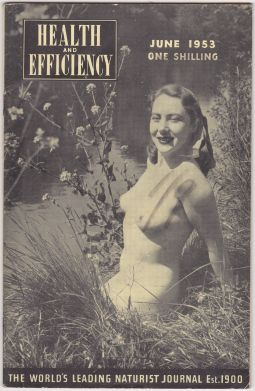 HEALTH
AND
EFFICIENCY
JUNE 1953
ONE SHILLING
THE WORLD'S LEADING NATURIST JOURNAL Est. 1900